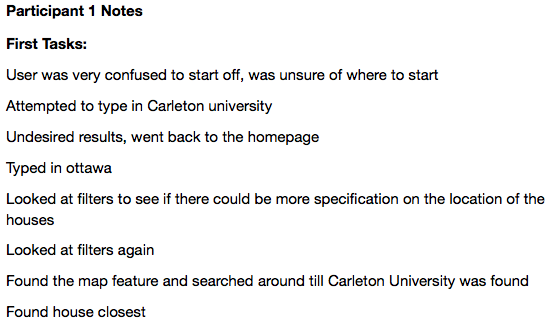 Participant 1 Notes
First Tasks:
User was very confused to start off, was unsure of where to start
Attempted to type in Carleton university
Undesired results, went back to the homepage
Typed in ottawa
Looked at filters to see if there could be more specification on the location of the
houses
Looked at filters again
Found the map feature and searched around till Carleton University was found
Found house closest